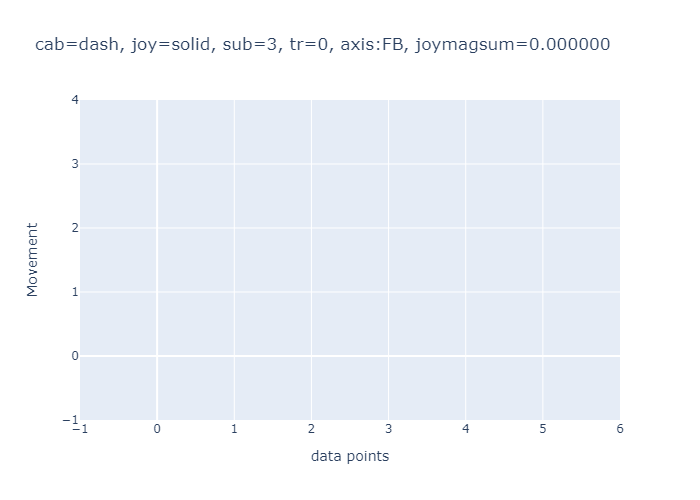 cab=dash, joy=solid, sub=3, tr=0, axis:FB, joymagsum=0.000000
4
3
2
1
0
−1
Movement
−1 0 1 2 3 4 5 6
data points